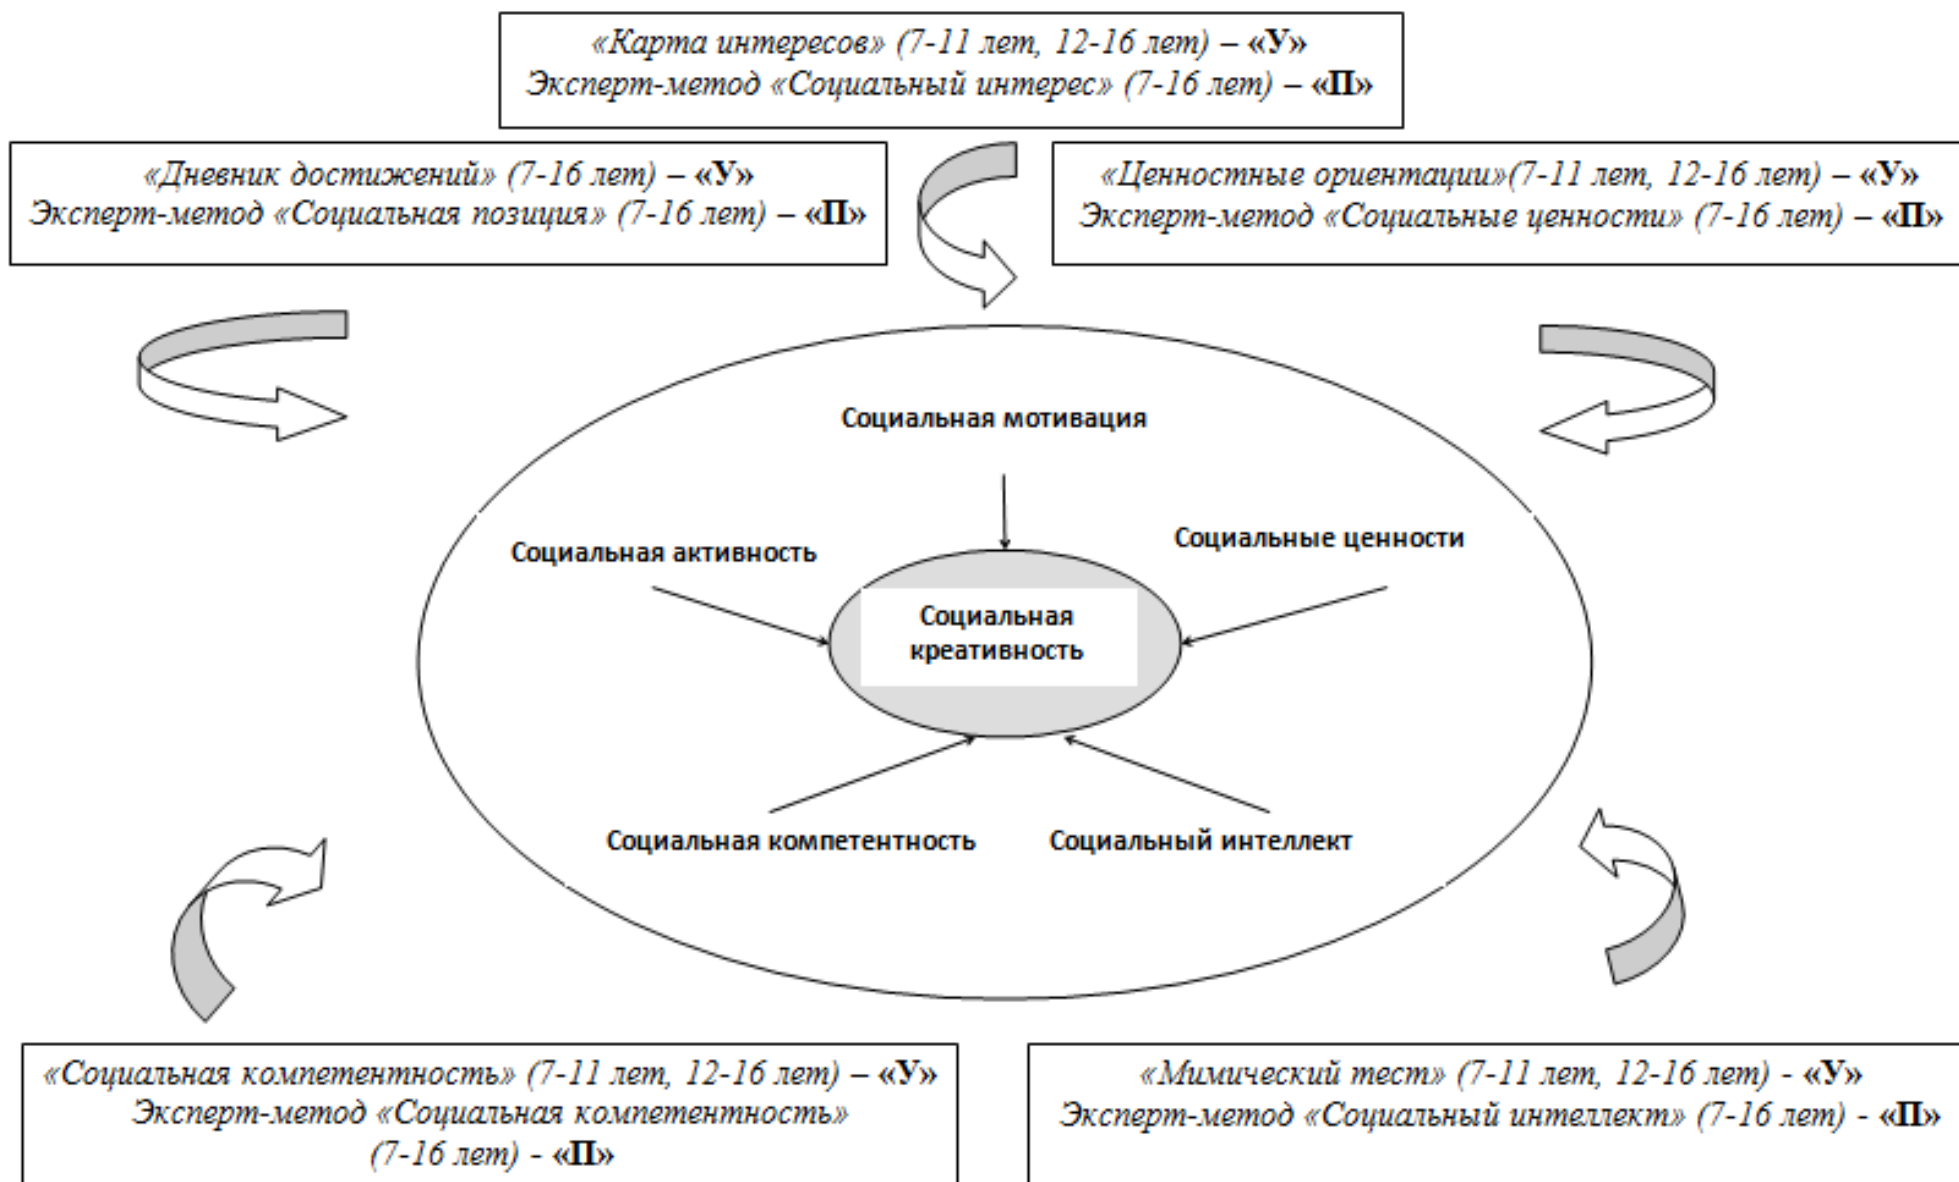 «Карта интересов» (7-11 лет, 12-16 лет) – «У»
Эксперт-метод «Социальный интерес» (7-16 лет) – «П»
«Дневник достижений» (7-16 лет) – «У»
Эксперт-метод «Социальная позиция» (7-16 лет) – «П»
«Ценностные ориентации»(7-11 лет, 12-16 лет) – «У»
Эксперт-метод «Социальные ценности» (7-16 лет) – «П»
Социальная мотивация
Социальная активность
Социальные ценности
Социальная
креативность
Социальная компетентность
Социальный интеллект
«Социальная компетентность» (7-11 лет, 12-16 лет) – «У»
Эксперт-метод «Социальная компетентность»
(7-16 лет) - «П»
«Мимический тест» (7-11 лет, 12-16 лет) - «У»
Эксперт-метод «Социальный интеллект» (7-16 лет) - «П»